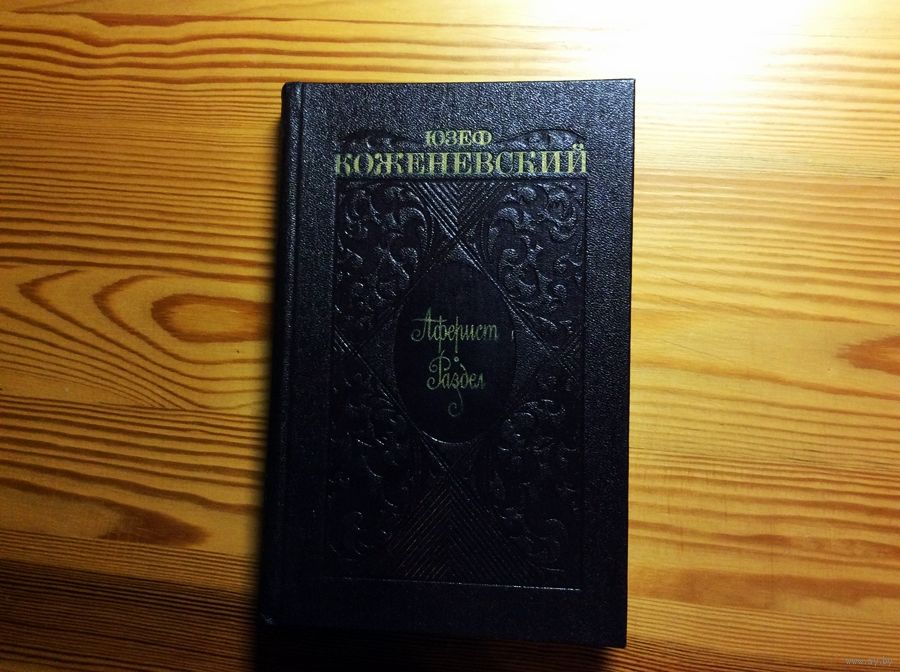 ЮЗЕФ
КОЖЕНЕВСКИЙ
Аферист
Раздел